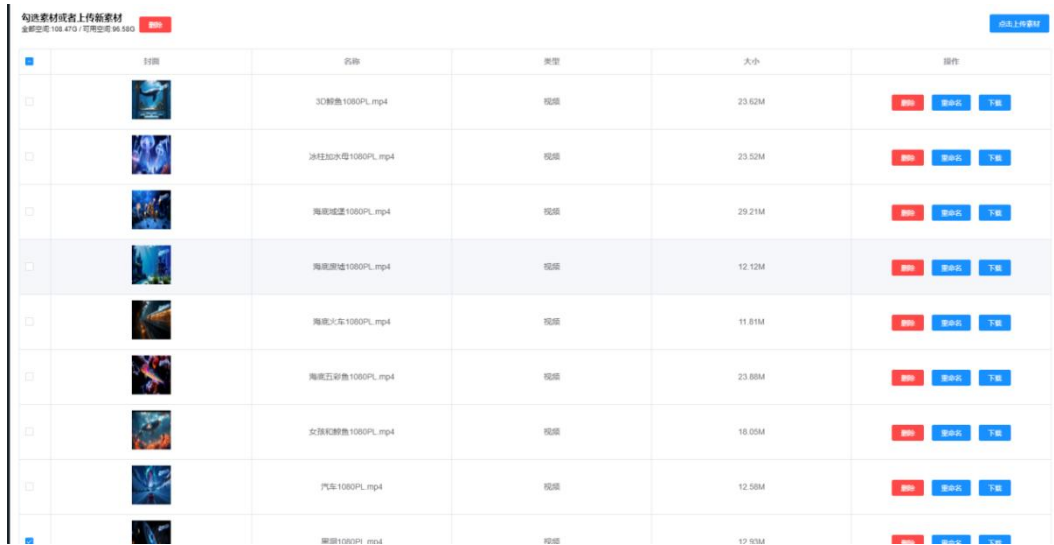 勾选素材或者上传新素材
全部空间:108.47G / 可用空间:96.58G
删除
点击上传素材
封面 名称 类型 大小 操作
3D鲸鱼1080PL.mp4 视频 23.62M 删除 重命名 下载
冰柱加水母1080PL.mp4 视频 23.52M 删除 重命名 下载
海底城堡1080PL.mp4 视频 29.21M 删除 重命名 下载
海底废墟1080PL.mp4 视频 12.12M 删除 重命名 下载
海底火车1080PL.mp4 视频 11.81M 删除 重命名 下载
海底五彩鱼1080PL.mp4 视频 23.88M 删除 重命名 下载
女孩和鲸鱼1080PL.mp4 视频 18.05M 删除 重命名 下载
汽车1080PL.mp4 视频 12.58M 删除 重命名 下载
黑洞1080PL.mp4 视频 12.93M 删除 重命名 下载